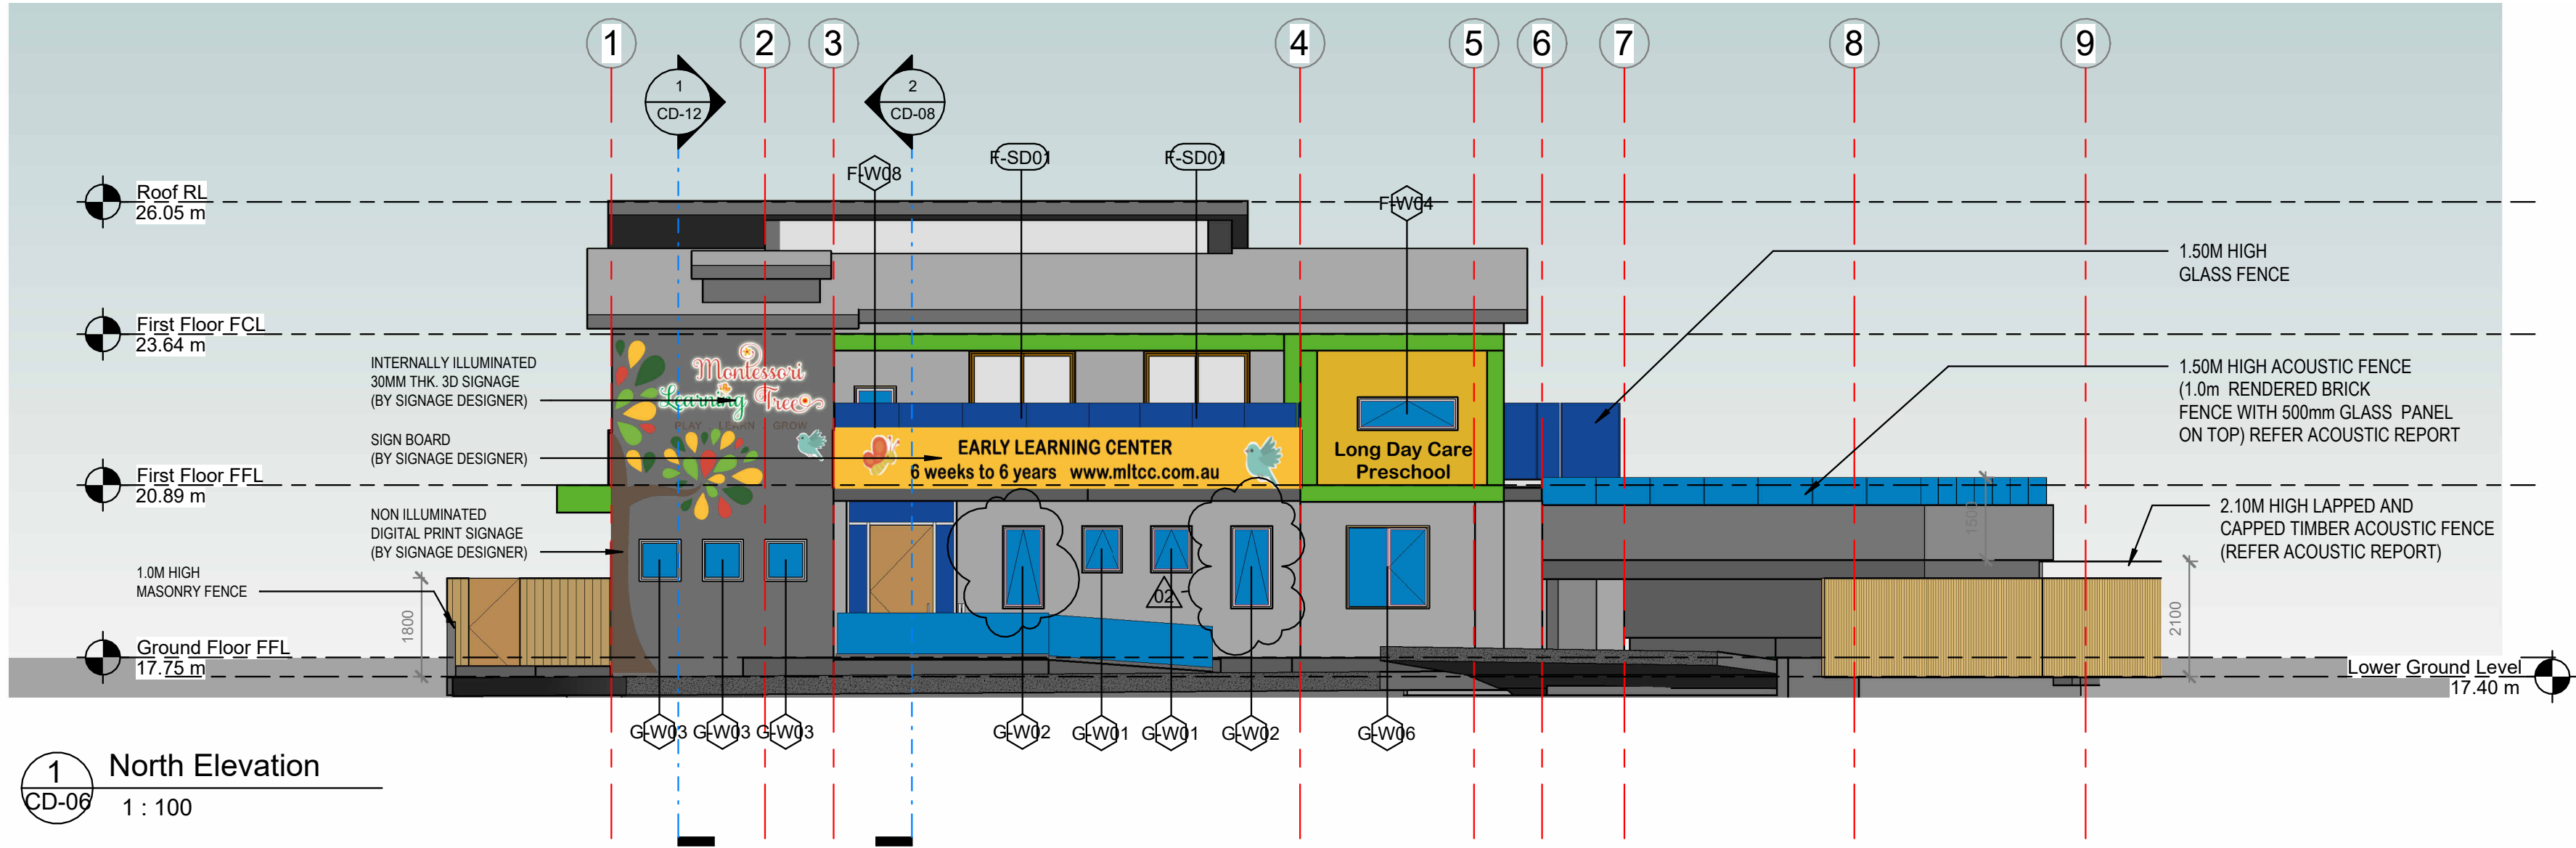 1 2 3 4 5 6 7 8 9
1
CD-12
2
CD-08
F-W08
F-SD01
F-SD01
F-W04
Roof RL
26.05 m
First Floor FCL
23.64 m
First Floor FFL
20.89 m
Ground Floor FFL
17.75 m
Lower Ground Level
17.40 m
INTERNALLY ILLUMINATED
30MM THK. 3D SIGNAGE
(BY SIGNAGE DESIGNER)
SIGN BOARD
(BY SIGNAGE DESIGNER)
NON ILLUMINATED
DIGITAL PRINT SIGNAGE
(BY SIGNAGE DESIGNER)
1.0M HIGH
MASONRY FENCE
1800
Montessori
Learning Tree
PLAY LEARN GROW
EARLY LEARNING CENTER
6 weeks to 6 years www.mltcc.com.au
Long Day Care
Preschool
02
1.50M HIGH
GLASS FENCE
1.50M HIGH ACOUSTIC FENCE
(1.0m RENDERED BRICK
FENCE WITH 500mm GLASS PANEL
ON TOP) REFER ACOUSTIC REPORT
1500
2.10M HIGH LAPPED AND
CAPPED TIMBER ACOUSTIC FENCE
(REFER ACOUSTIC REPORT)
2100
G-W03 G-W03 G-W03 G-W02 G-W01 G-W01 G-W02 G-W06
1
CD-06
North Elevation
1 : 100